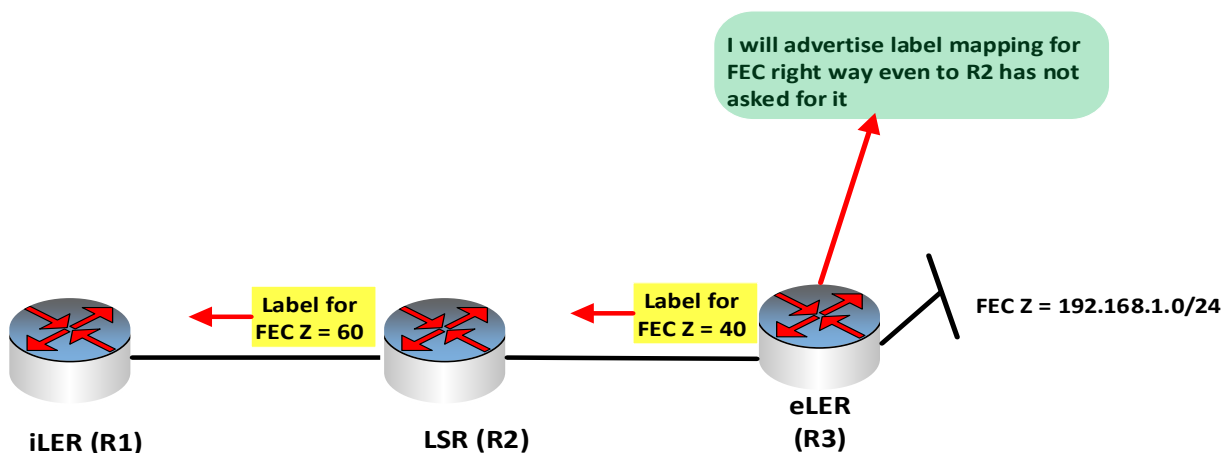 I will advertise label mapping for
FEC right way even to R2 has not
asked for it
Label for
FEC Z = 60
Label for
FEC Z = 40
FEC Z = 192.168.1.0/24
iLER (R1)
LSR (R2)
eLER
(R3)